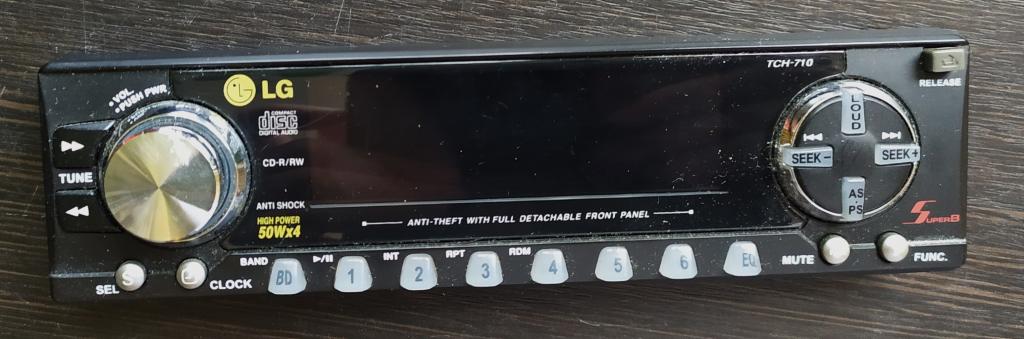 TCH-710
RELEASE
• VOL
• PUSH PWR
LG
COMPACT
disc
DIGITAL AUDIO
TUNE
CD-R/RW
ANTI SHOCK
HIGH POWER
50Wx4
ANTI-THEFT WITH FULL DETACHABLE FRONT PANEL
LOUD
SEEK -
SEEK +
AS
PS
SUPER8
SEL
S
C
CLOCK
BAND
INT
RPT
RDM
BD
1
2
3
4
5
6
EQ
MUTE
FUNC.